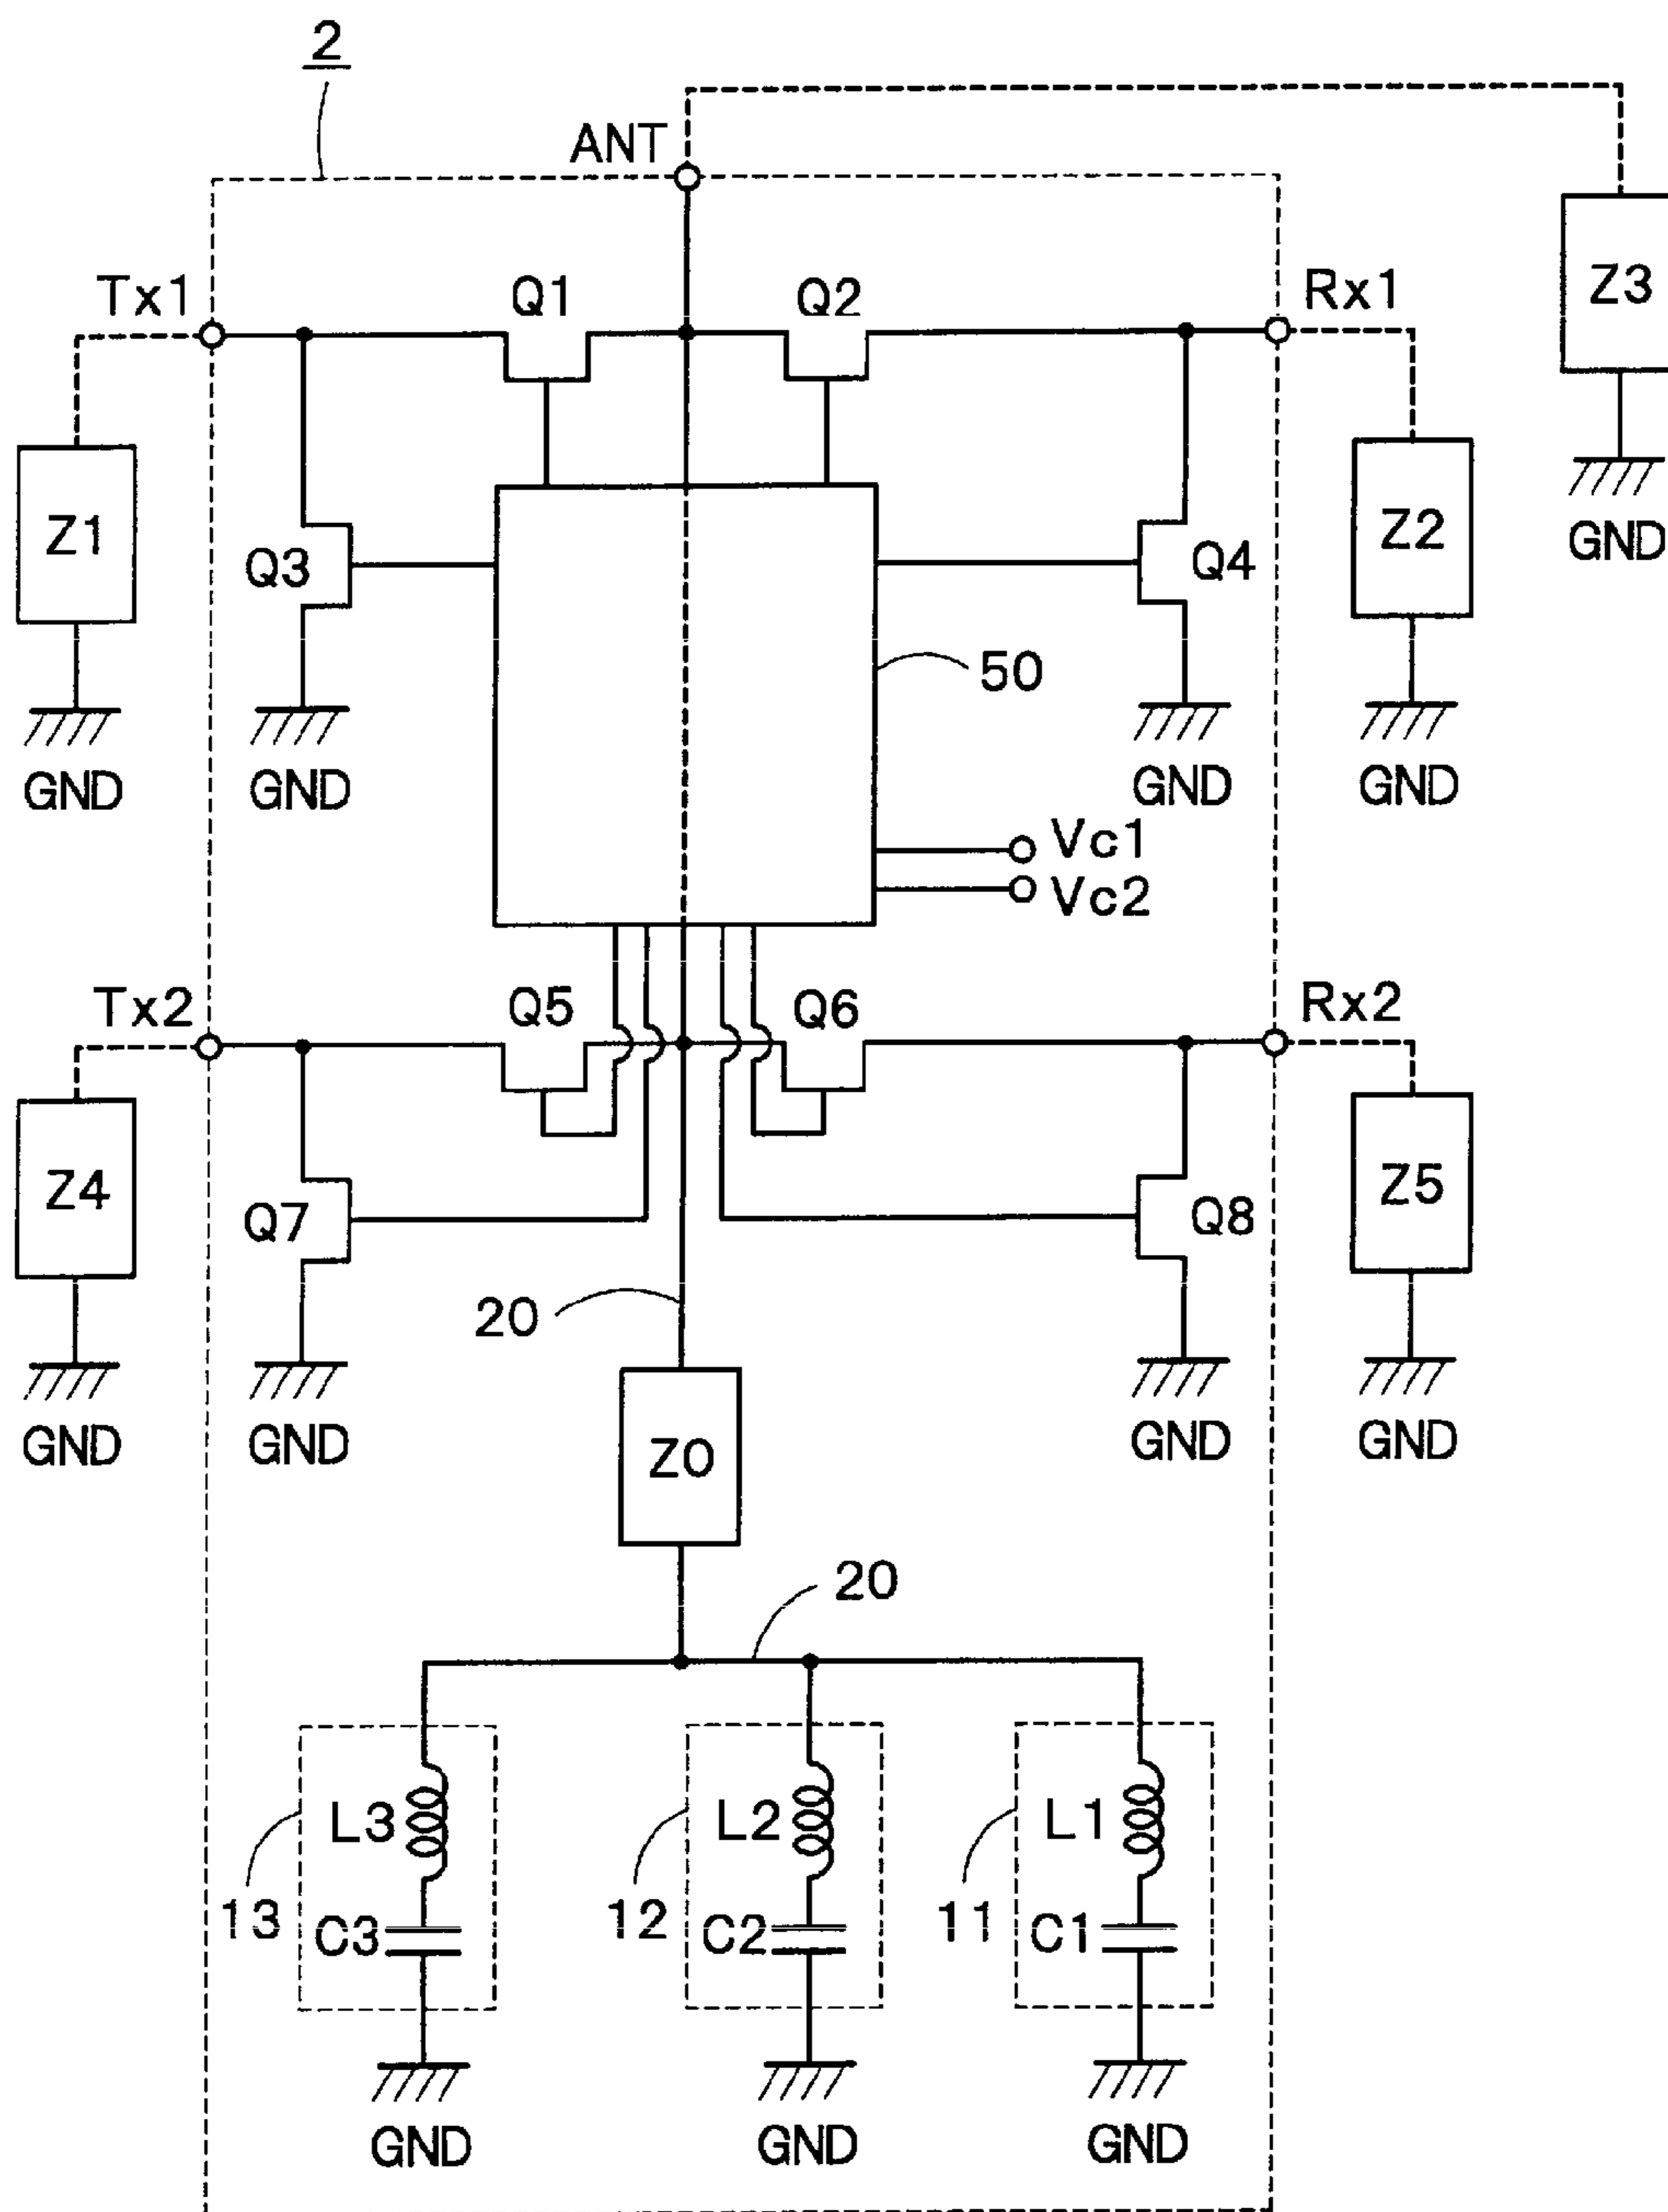 2
ANT
Tx1
Q1
Q2
Rx1
Z3
Z1
Q3
Q4
Z2
GND
50
GND
GND
GND
GND
Vc1
Vc2
Tx2
Q5
Q6
Rx2
Z4
Q7
Q8
Z5
20
GND
GND
Z0
GND
GND
20
L3
L2
L1
13
C3
12
C2
11
C1
GND
GND
GND